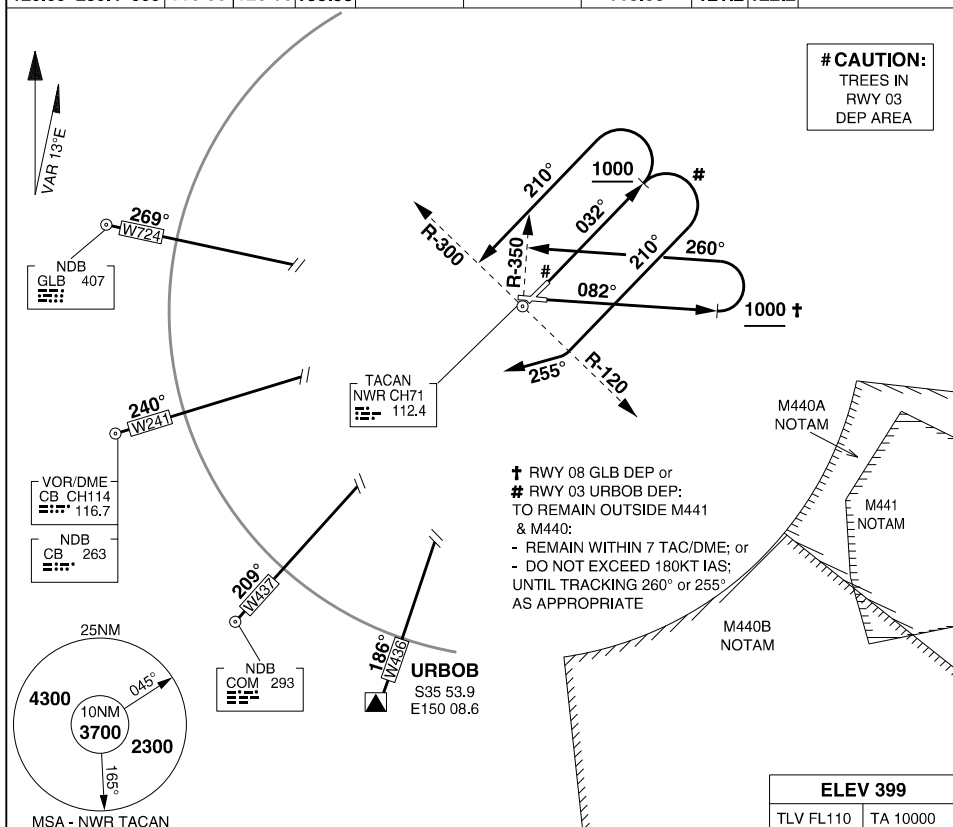 # CAUTION:
TREES IN
RWY 03
DEP AREA
VAR 13°E
1000
#
210°
032°
269°
W724
R-300
R-350
210°
260°
NDB
GLB 407
#
082°
1000 †
TACAN
NWR CH71
112.4
255°
R-120
240°
W241
M440A
NOTAM
VOR/DME
CB CH114
116.7
† RWY 08 GLB DEP or
# RWY 03 URBOB DEP:
TO REMAIN OUTSIDE M441
& M440:
- REMAIN WITHIN 7 TAC/DME; or
- DO NOT EXCEED 180KT IAS;
UNTIL TRACKING 260° or 255°
AS APPROPRIATE
M441
NOTAM
NDB
CB 263
209°
W437
M440B
NOTAM
25NM
186°
W436
URBOB
S35 53.9
E150 08.6
NDB
COM 293
4300
045°
10NM
3700
2300
165°
MSA - NWR TACAN
ELEV 399
TLV FL110 TA 10000